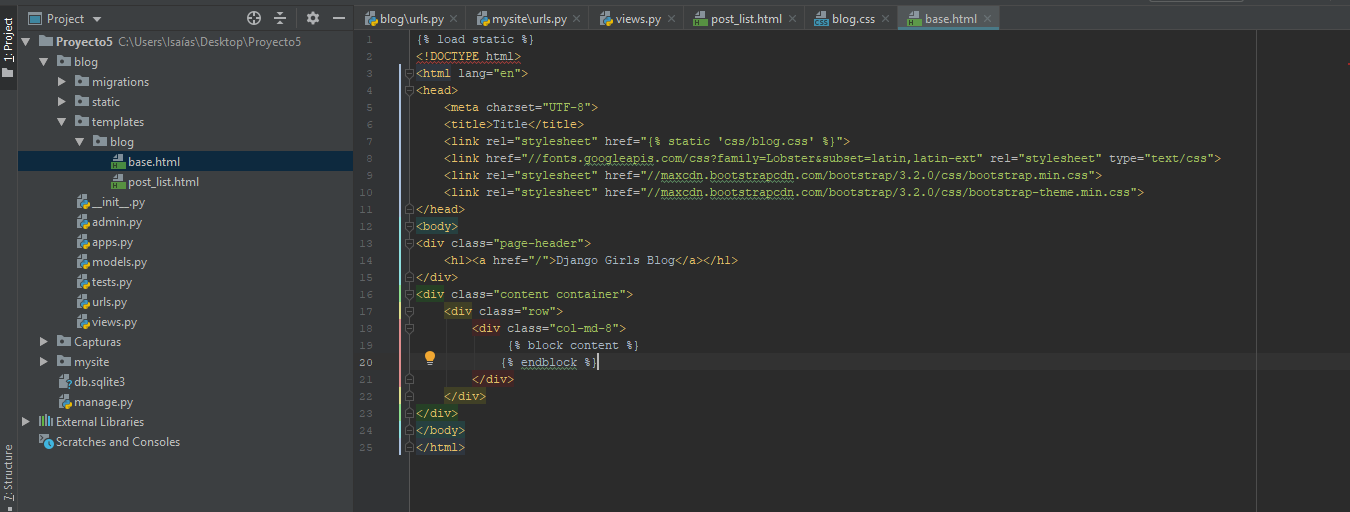 1: Project
Project
blog\urls.py
mysite\urls.py
views.py
post_list.html
blog.css
base.html
Proyecto5 C:\Users\Isaías\Desktop\Proyecto5
blog
migrations
static
templates
blog
base.html
post_list.html
__init__.py
admin.py
apps.py
models.py
tests.py
urls.py
views.py
Capturas
mysite
db.sqlite3
manage.py
External Libraries
Scratches and Consoles
7: Structure
1 {% load static %}
2 <!DOCTYPE html>
3 <html lang="en">
4 <head>
5 <meta charset="UTF-8">
6 <title>Title</title>
7 <link rel="stylesheet" href="{% static 'css/blog.css' %}">
8 <link href="//fonts.googleapis.com/css?family=Lobster&subset=latin,latin-ext" rel="stylesheet" type="text/css">
9 <link rel="stylesheet" href="//maxcdn.bootstrapcdn.com/bootstrap/3.2.0/css/bootstrap.min.css">
10 <link rel="stylesheet" href="//maxcdn.bootstrapcdn.com/bootstrap/3.2.0/css/bootstrap-theme.min.css">
11 </head>
12 <body>
13 <div class="page-header">
14 <h1><a href="/">Django Girls Blog</a></h1>
15 </div>
16 <div class="content container">
17 <div class="row">
18 <div class="col-md-8">
19 {% block content %}
20 {% endblock %}
21 </div>
22 </div>
23 </div>
24 </body>
25 </html>